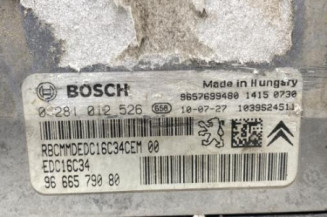 BOSCH
Made in Hungary
9657699480 1415 0730
0 281 012 526 658 10-07-27 1039S24511
RBCMMDEDC16C34CEM 00
EDC16C34
96 665 790 80